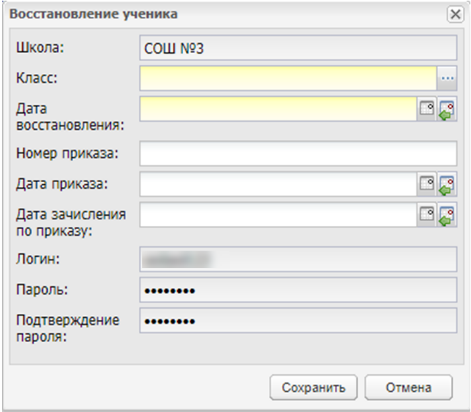 Восстановление ученика
Школа: СОШ №3
Класс:
Дата
восстановления:
Номер приказа:
Дата приказа:
Дата зачисления
по приказу:
Логин:
Пароль: ••••••••
Подтверждение
пароля: ••••••••
Сохранить Отмена